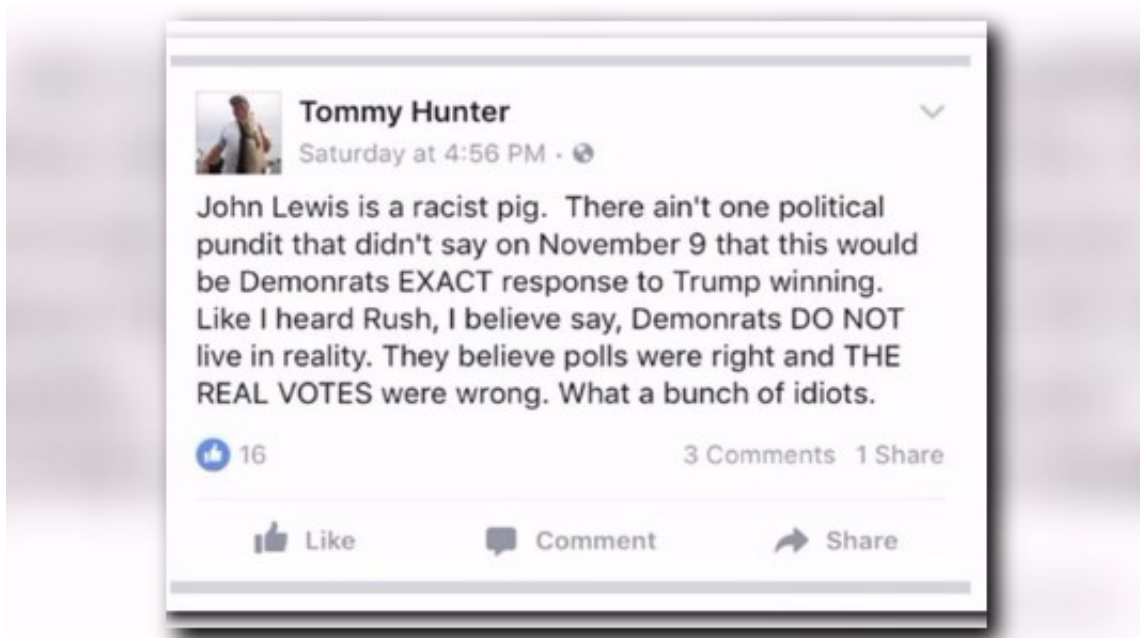 Tommy Hunter
Saturday at 4:56 PM ·
John Lewis is a racist pig.  There ain't one political
pundit that didn't say on November 9 that this would
be Demonrats EXACT response to Trump winning.
Like I heard Rush, I believe say, Demonrats DO NOT
live in reality. They believe polls were right and THE
REAL VOTES were wrong. What a bunch of idiots.
16 3 Comments 1 Share
Like Comment Share